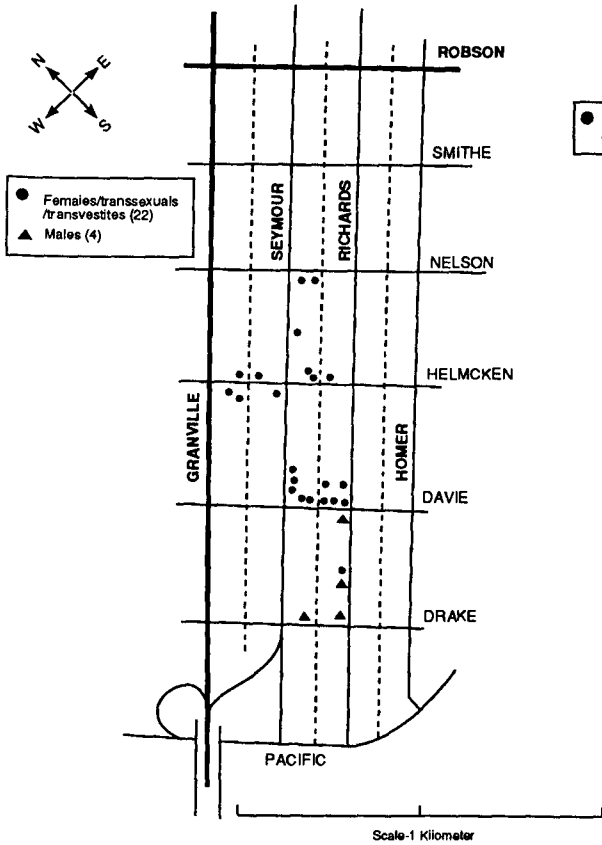 ROBSON
N
E
W
S
SMITHE
Females/transsexuals
/transvestites (22)
Males (4)
SEYMOUR
RICHARDS
NELSON
HELMCKEN
GRANVILLE
HOMER
DAVIE
DRAKE
PACIFIC
Scale-1 Kilometer